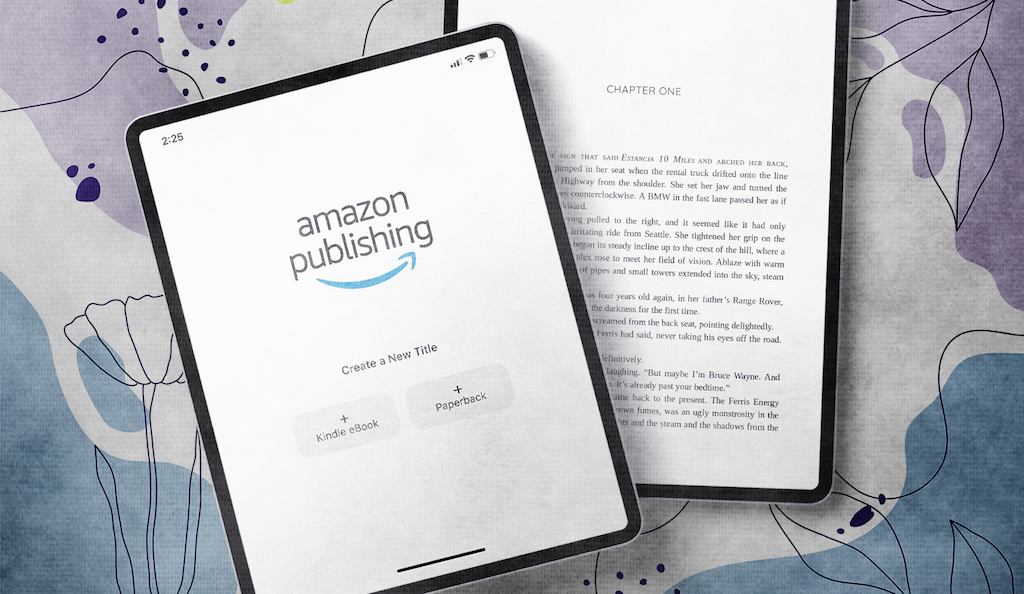 2:25
amazon
publishing
Create a New Title
+
Kindle eBook
+
Paperback
CHAPTER ONE
SIGN THAT SAID ESTANCIA 10 MILES AND ARCHED HER BACK,
jumped in her seat when the rental truck drifted onto the line
Highway from the shoulder. She set her jaw and turned the
counterclockwise. A BMW in the fast lane passed her as if
pulled to the right, and it seemed like it had only
irritating ride from Seattle. She tightened her grip on the
began its steady incline up to the crest of the hill, where a
plex rose to meet her field of vision. Ablaze with warm
of pipes and small towers extended into the sky, steam
was four years old again, in her father's Range Rover,
the darkness for the first time.
screamed from the back seat, pointing delightedly.
Ferris had said, never taking his eyes off the road.
definitively.
laughing. “But maybe I’m Bruce Wayne. And
It’s already past your bedtime.”
came back to the present. The Ferris Energy
fumes, was an ugly monstrosity in the
and the steam and the shadows from the